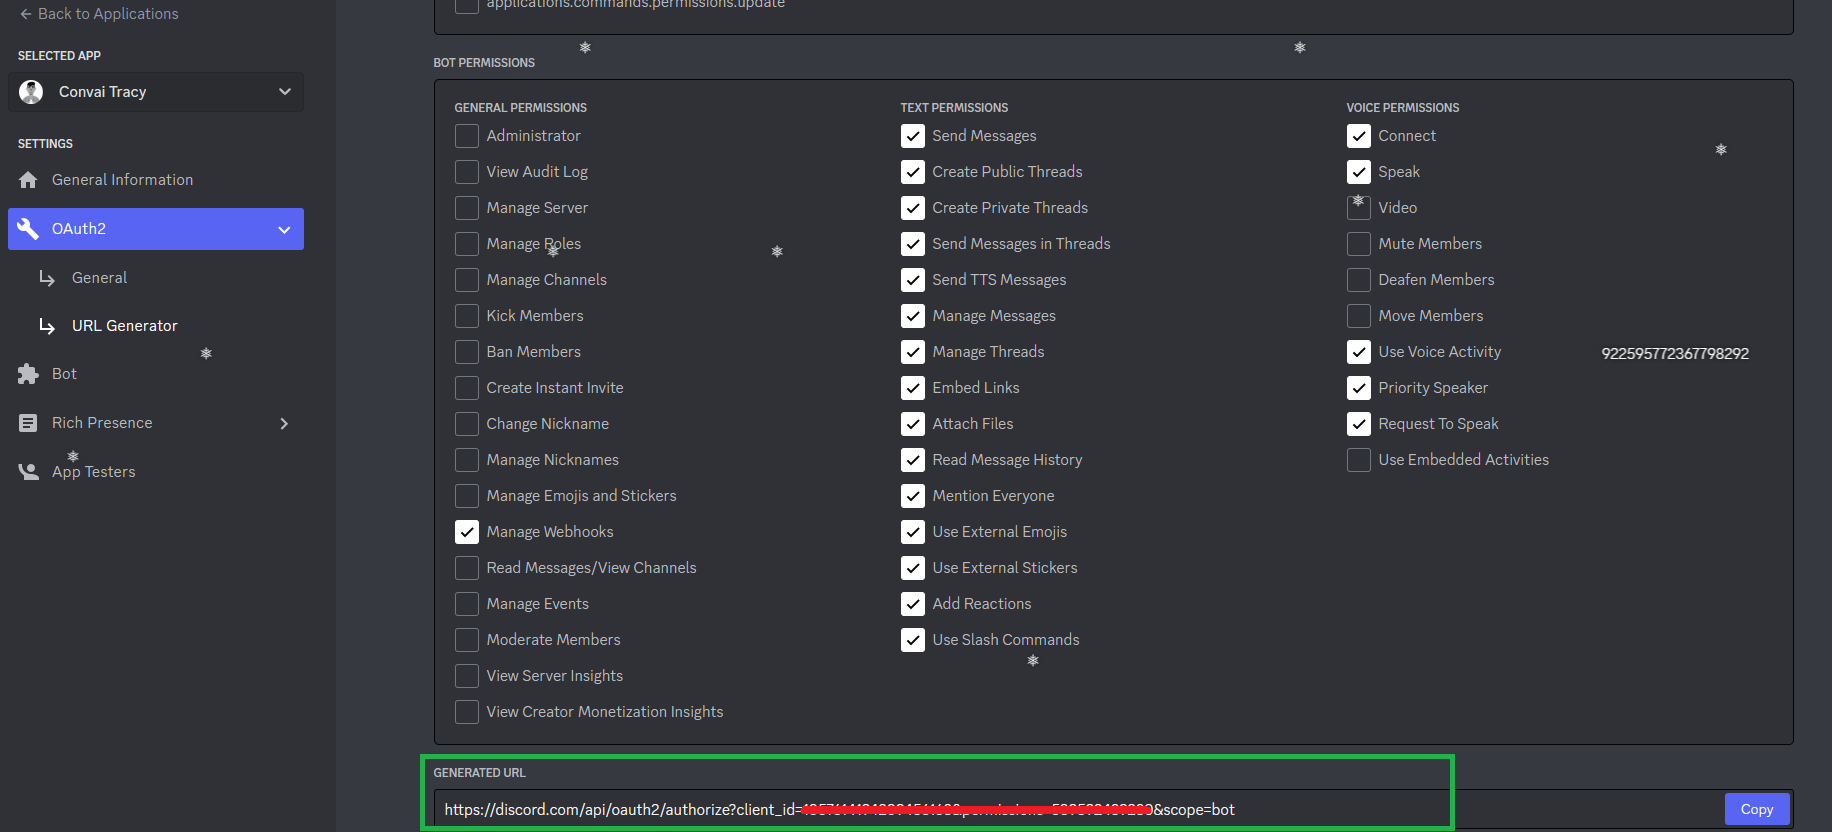 Back to Applications
SELECTED APP
Convai Tracy
SETTINGS
General Information
OAuth2
General
URL Generator
Bot
Rich Presence
App Testers
applications.commands.permissions.update
BOT PERMISSIONS
GENERAL PERMISSIONS
Administrator
View Audit Log
Manage Server
Manage Roles
Manage Channels
Kick Members
Ban Members
Create Instant Invite
Change Nickname
Manage Nicknames
Manage Emojis and Stickers
Manage Webhooks
Read Messages/View Channels
Manage Events
Moderate Members
View Server Insights
View Creator Monetization Insights
TEXT PERMISSIONS
Send Messages
Create Public Threads
Create Private Threads
Send Messages in Threads
Send TTS Messages
Manage Messages
Manage Threads
Embed Links
Attach Files
Read Message History
Mention Everyone
Use External Emojis
Use External Stickers
Add Reactions
Use Slash Commands
VOICE PERMISSIONS
Connect
Speak
Video
Mute Members
Deafen Members
Move Members
Use Voice Activity
Priority Speaker
Request To Speak
Use Embedded Activities
922595772367798292
GENERATED URL
https://discord.com/api/oauth2/authorize?client_id= &scope=bot
Copy